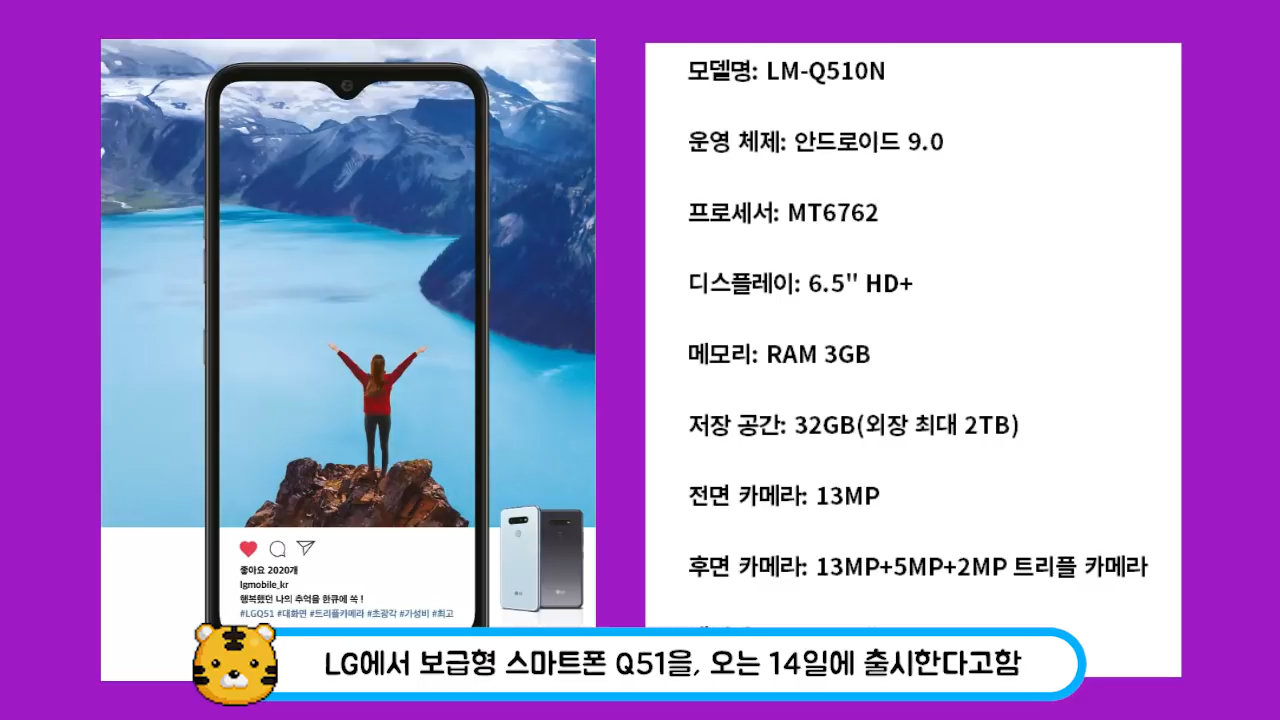 모델명: LM-Q510N
운영 체제: 안드로이드 9.0
프로세서: MT6762
디스플레이: 6.5" HD+
메모리: RAM 3GB
저장 공간: 32GB(외장 최대 2TB)
전면 카메라: 13MP
후면 카메라: 13MP+5MP+2MP 트리플 카메라
좋아요 2020개
lgmobile_kr
행복했던 나의 추억을 한큐에 쏙 !
#LGQ51 #대화면 #트리플카메라 #초광각 #가성비 #최고
LG에서 보급형 스마트폰 Q51을, 오는 14일에 출시한다고함